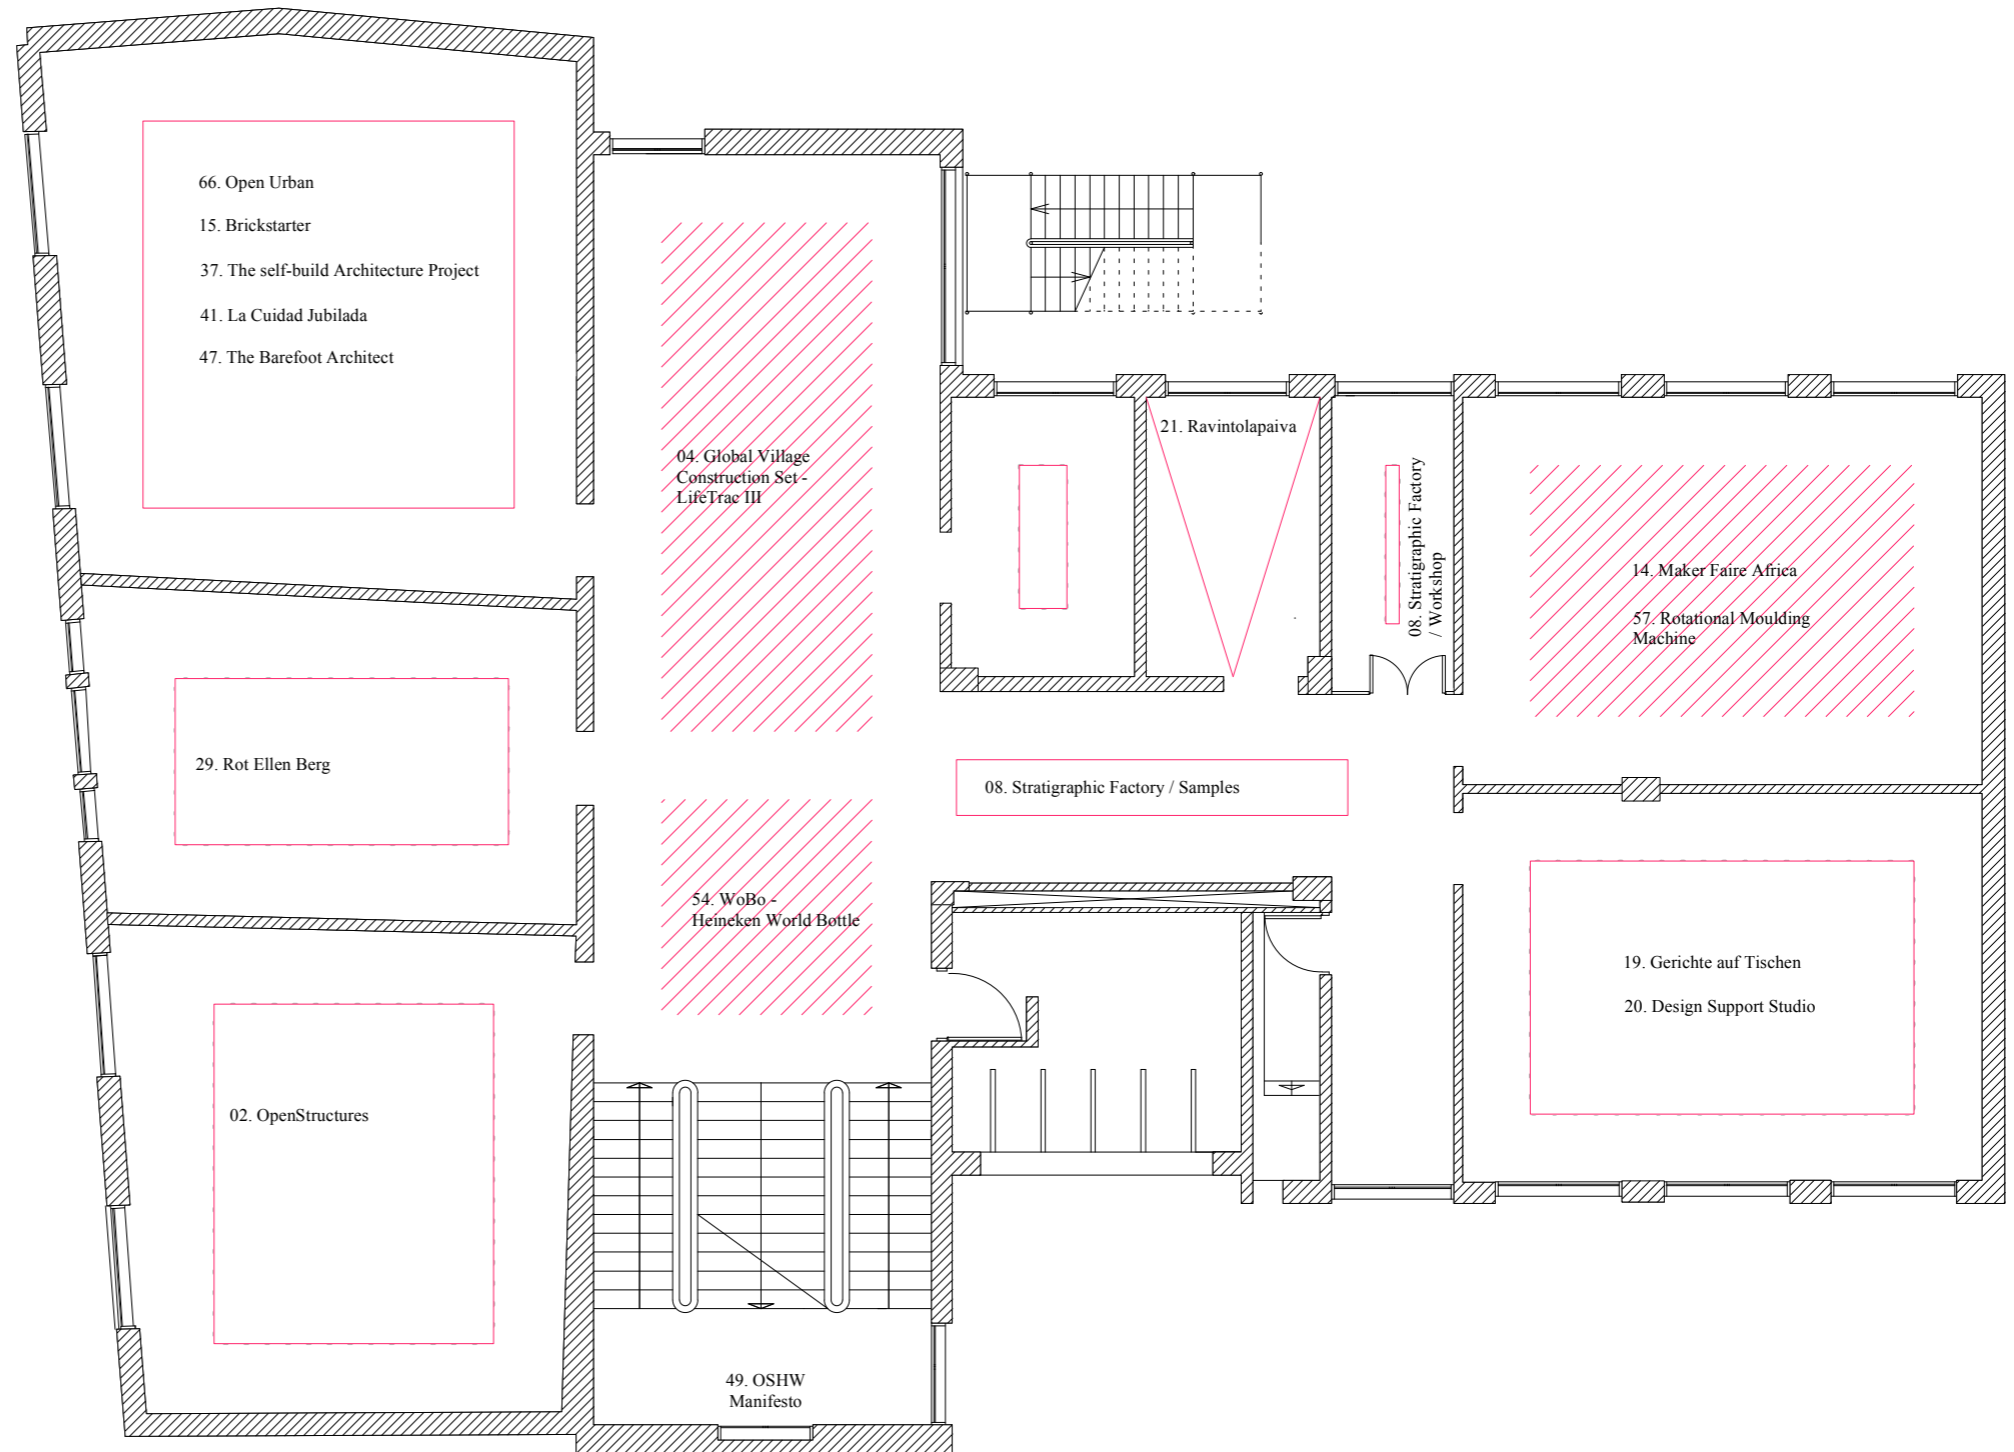 66. Open Urban
15. Brickstarter
37. The self-build Architecture Project
41. La Cuidad Jubilada
47. The Barefoot Architect
04. Global Village
Construction Set -
LifeTrac III
21. Ravintolapaiva
08. Stratigraphic Factory
/ Workshop
14. Maker Faire Africa
57. Rotational Moulding
Machine
29. Rot Ellen Berg
08. Stratigraphic Factory / Samples
54. WoBo -
Heineken World Bottle
19. Gerichte auf Tischen
20. Design Support Studio
02. OpenStructures
49. OSHW
Manifesto